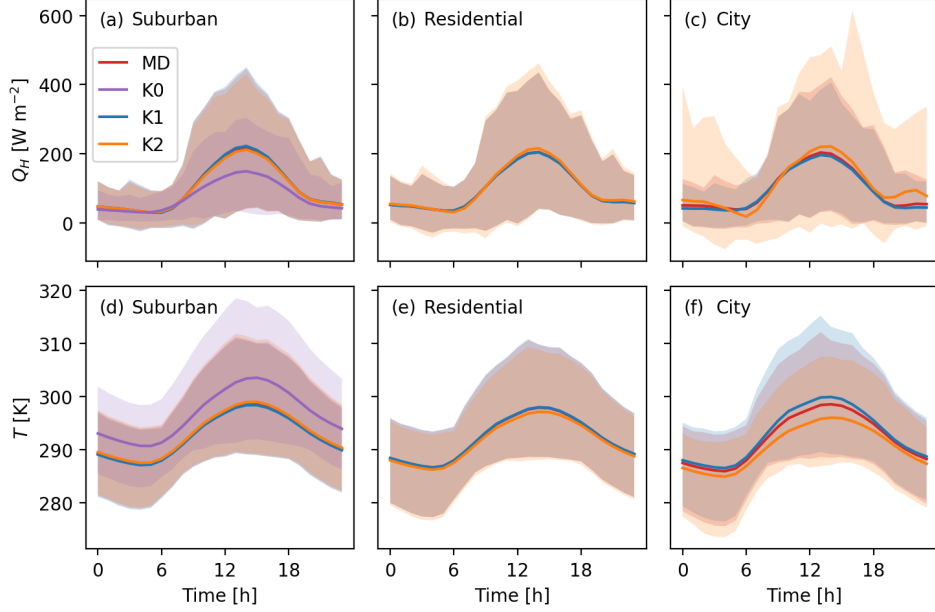 (a) Suburban
(b) Residential
(c) City
600
400
200
0
Q_H [W m⁻²]
MD
K0
K1
K2
(d) Suburban
(e) Residential
(f) City
320
310
300
290
280
T [K]
0 6 12 18
0 6 12 18
0 6 12 18
Time [h]
Time [h]
Time [h]